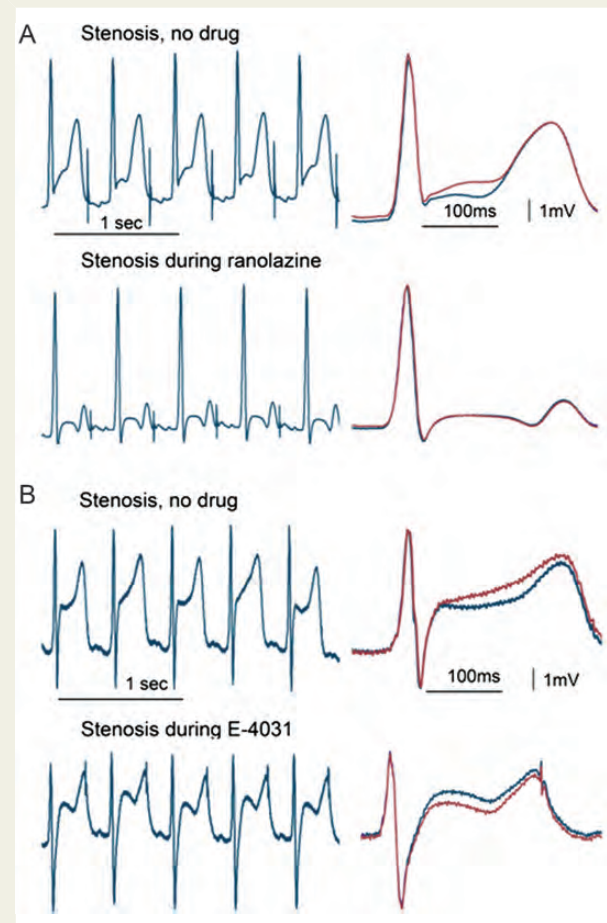 A
Stenosis, no drug
1 sec
100ms
1mV
Stenosis during ranolazine
B
Stenosis, no drug
1 sec
100ms
1mV
Stenosis during E-4031